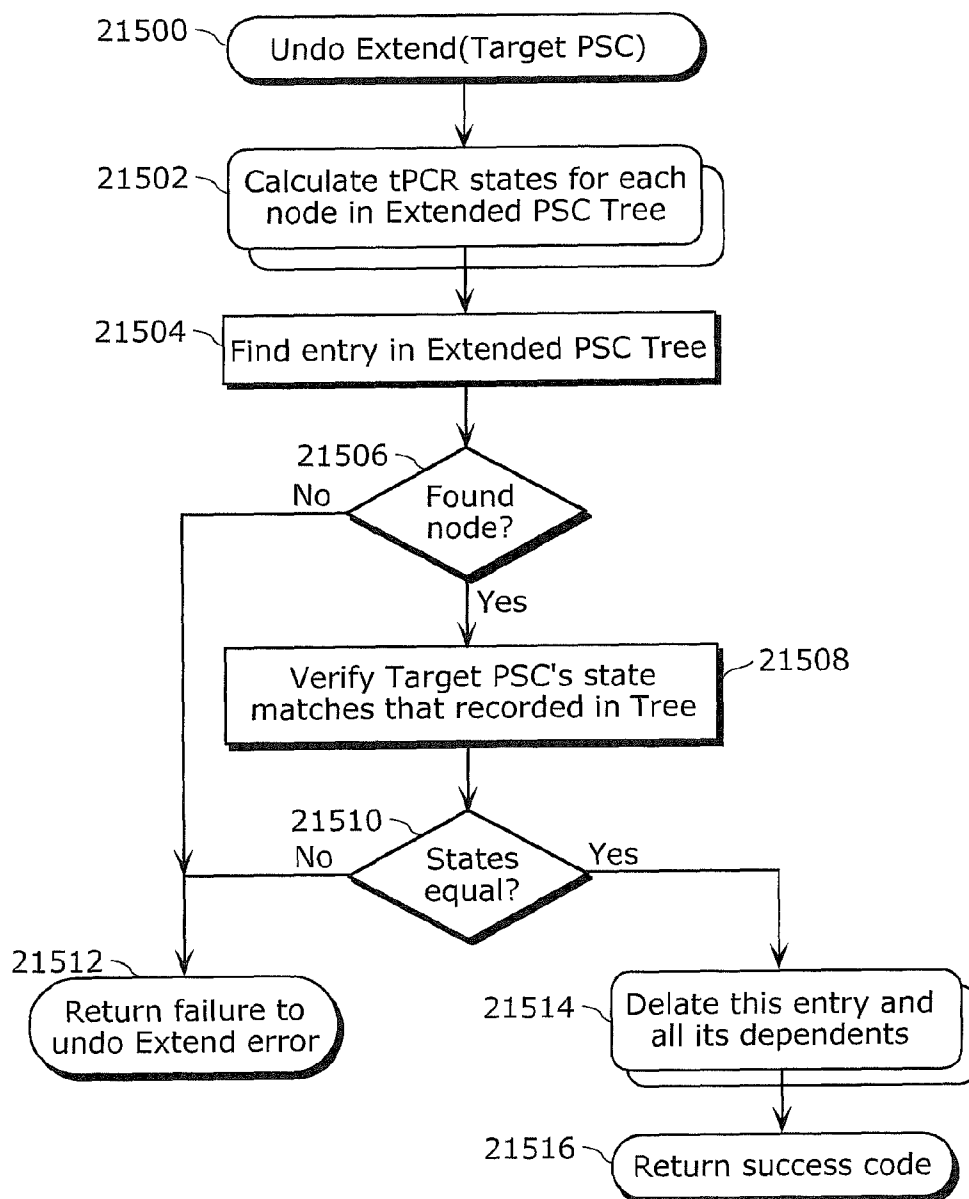 21500
Undo Extend(Target PSC)
21502
Calculate tPCR states for each
node in Extended PSC Tree
21504
Find entry in Extended PSC Tree
21506
No
Found
node?
Yes
Verify Target PSC's state
matches that recorded in Tree
21508
21510
No
States
equal?
Yes
21512
Return failure to
undo Extend error
21514
Delate this entry and
all its dependents
21516
Return success code